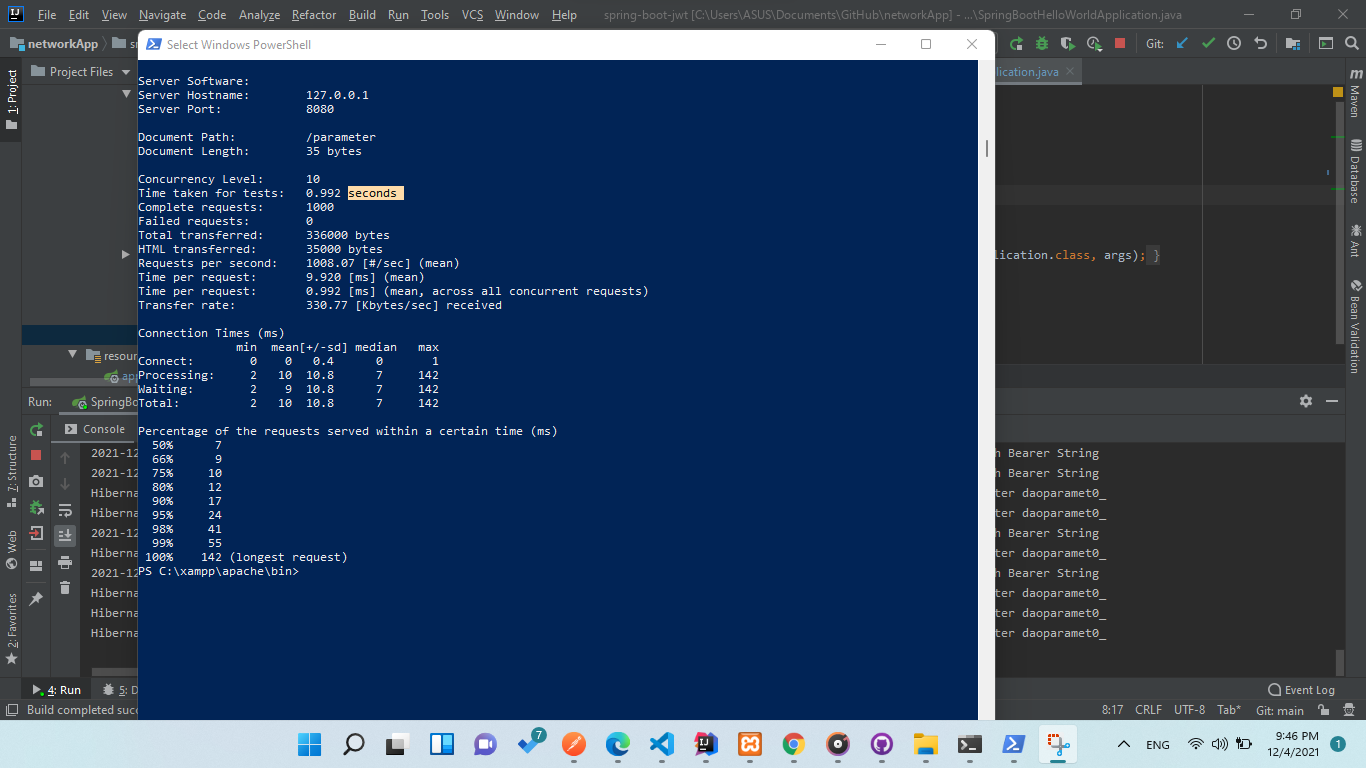 File Edit View Navigate Code Analyze Refactor Build Run Tools VCS Window Help spring-boot-jwt [C:\Users\ASUS\Documents\GitHub\networkApp] - ...\SpringBootHelloWorldApplication.java
networkApp
Git:
Select Windows PowerShell
Project Files
lication.java
1: Project
Maven
Database
Ant
Bean Validation
Server Software:
Server Hostname: 127.0.0.1
Server Port: 8080
Document Path: /parameter
Document Length: 35 bytes
Concurrency Level: 10
Time taken for tests: 0.992 seconds
Complete requests: 1000
Failed requests: 0
Total transferred: 336000 bytes
HTML transferred: 35000 bytes
Requests per second: 1008.07 [#/sec] (mean)
Time per request: 9.920 [ms] (mean)
Time per request: 0.992 [ms] (mean, across all concurrent requests)
Transfer rate: 330.77 [Kbytes/sec] received
lication.class, args); }
Connection Times (ms)
min mean[+/-sd] median max
Connect: 0 0 0.4 0 1
Processing: 2 10 10.8 7 142
Waiting: 2 9 10.8 7 142
Total: 2 10 10.8 7 142
Percentage of the requests served within a certain time (ms)
50% 7
66% 9
75% 10
80% 12
90% 17
95% 24
98% 41
99% 55
100% 142 (longest request)
PS C:\xampp\apache\bin>
resour
app
Run: SpringBo
Console
2021-12
2021-12
Hiberna
Hiberna
2021-12
Hiberna
2021-12
Hiberna
Hiberna
Hiberna
h Bearer String
h Bearer String
ter daoparamet0_
ter daoparamet0_
h Bearer String
ter daoparamet0_
h Bearer String
ter daoparamet0_
ter daoparamet0_
ter daoparamet0_
7: Structure
Web
2: Favorites
4: Run 5: D
Event Log
Build completed succ
8:17 CRLF UTF-8 Tab* Git: main
7
ENG
9:46 PM
12/4/2021
1